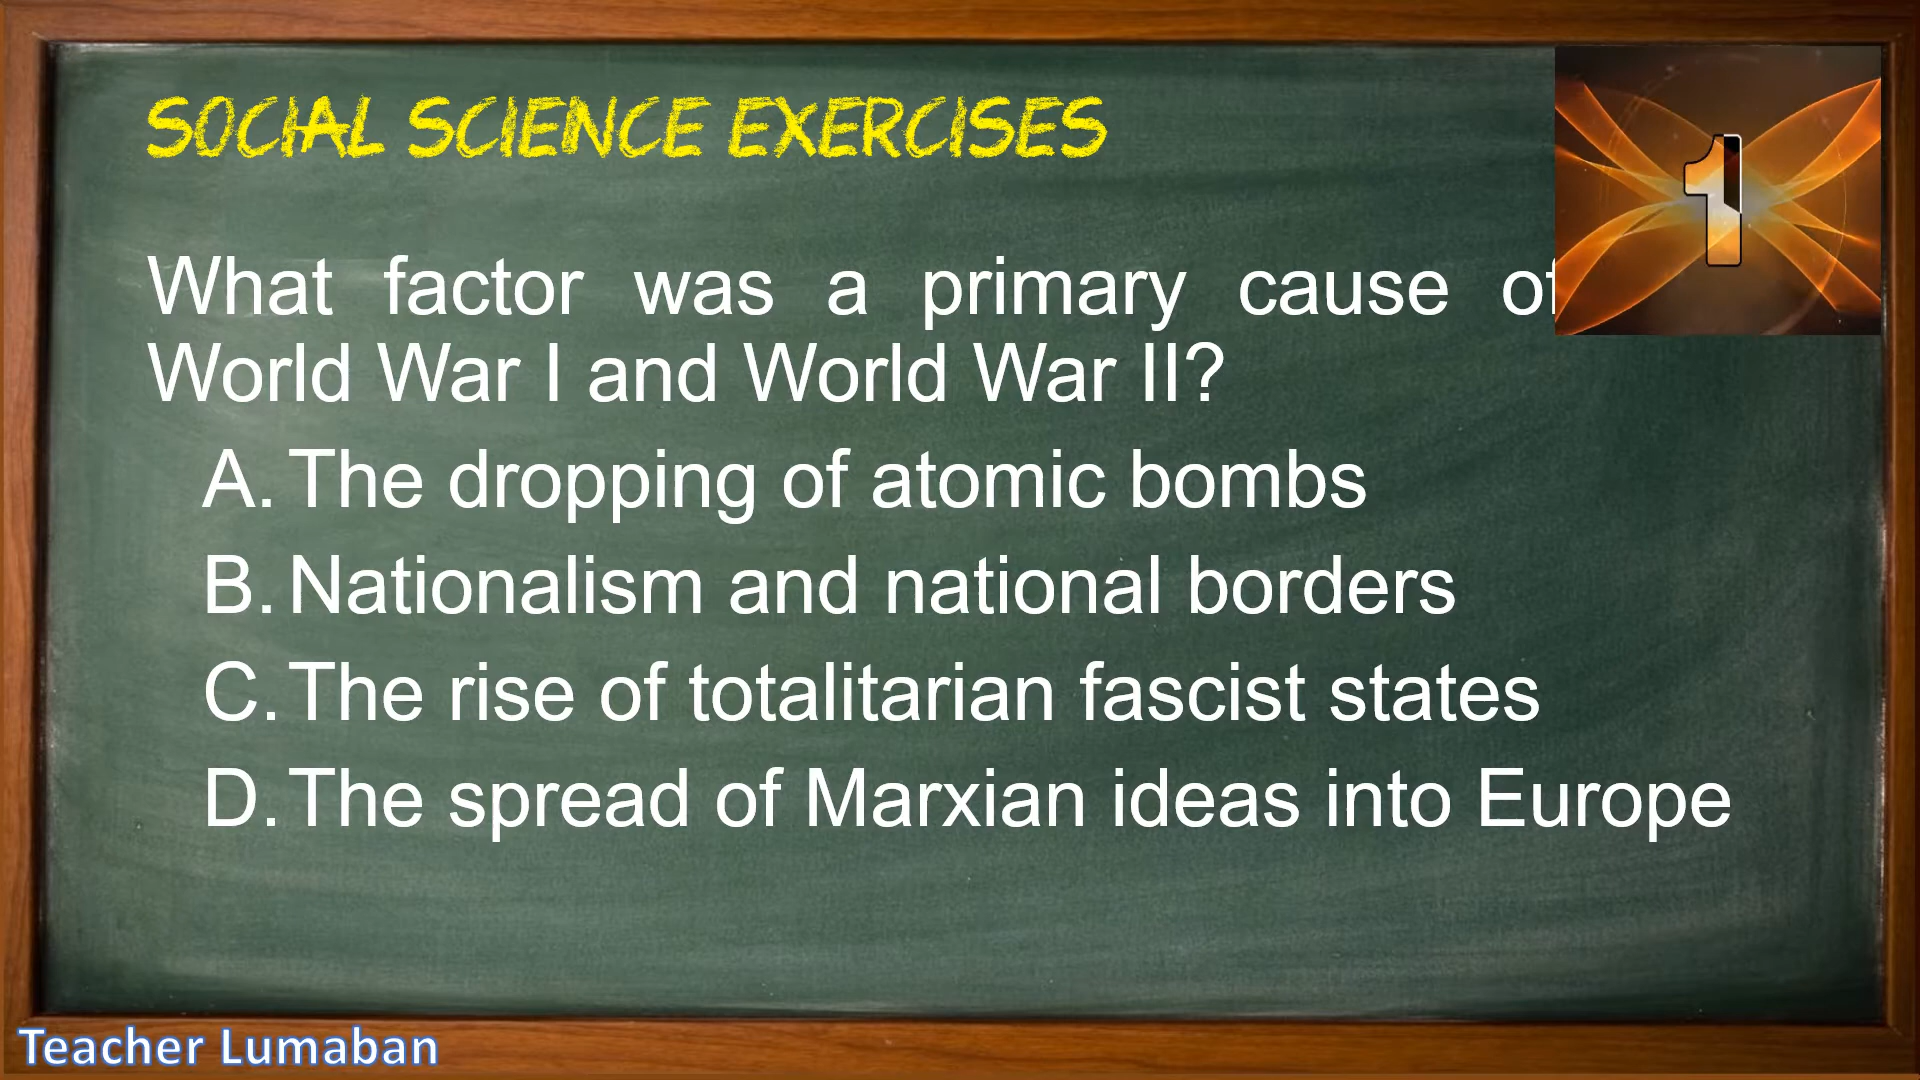 SOCIAL SCIENCE EXERCISES
1
What factor was a primary cause of
World War I and World War II?
A. The dropping of atomic bombs
B. Nationalism and national borders
C. The rise of totalitarian fascist states
D. The spread of Marxian ideas into Europe
Teacher Lumaban